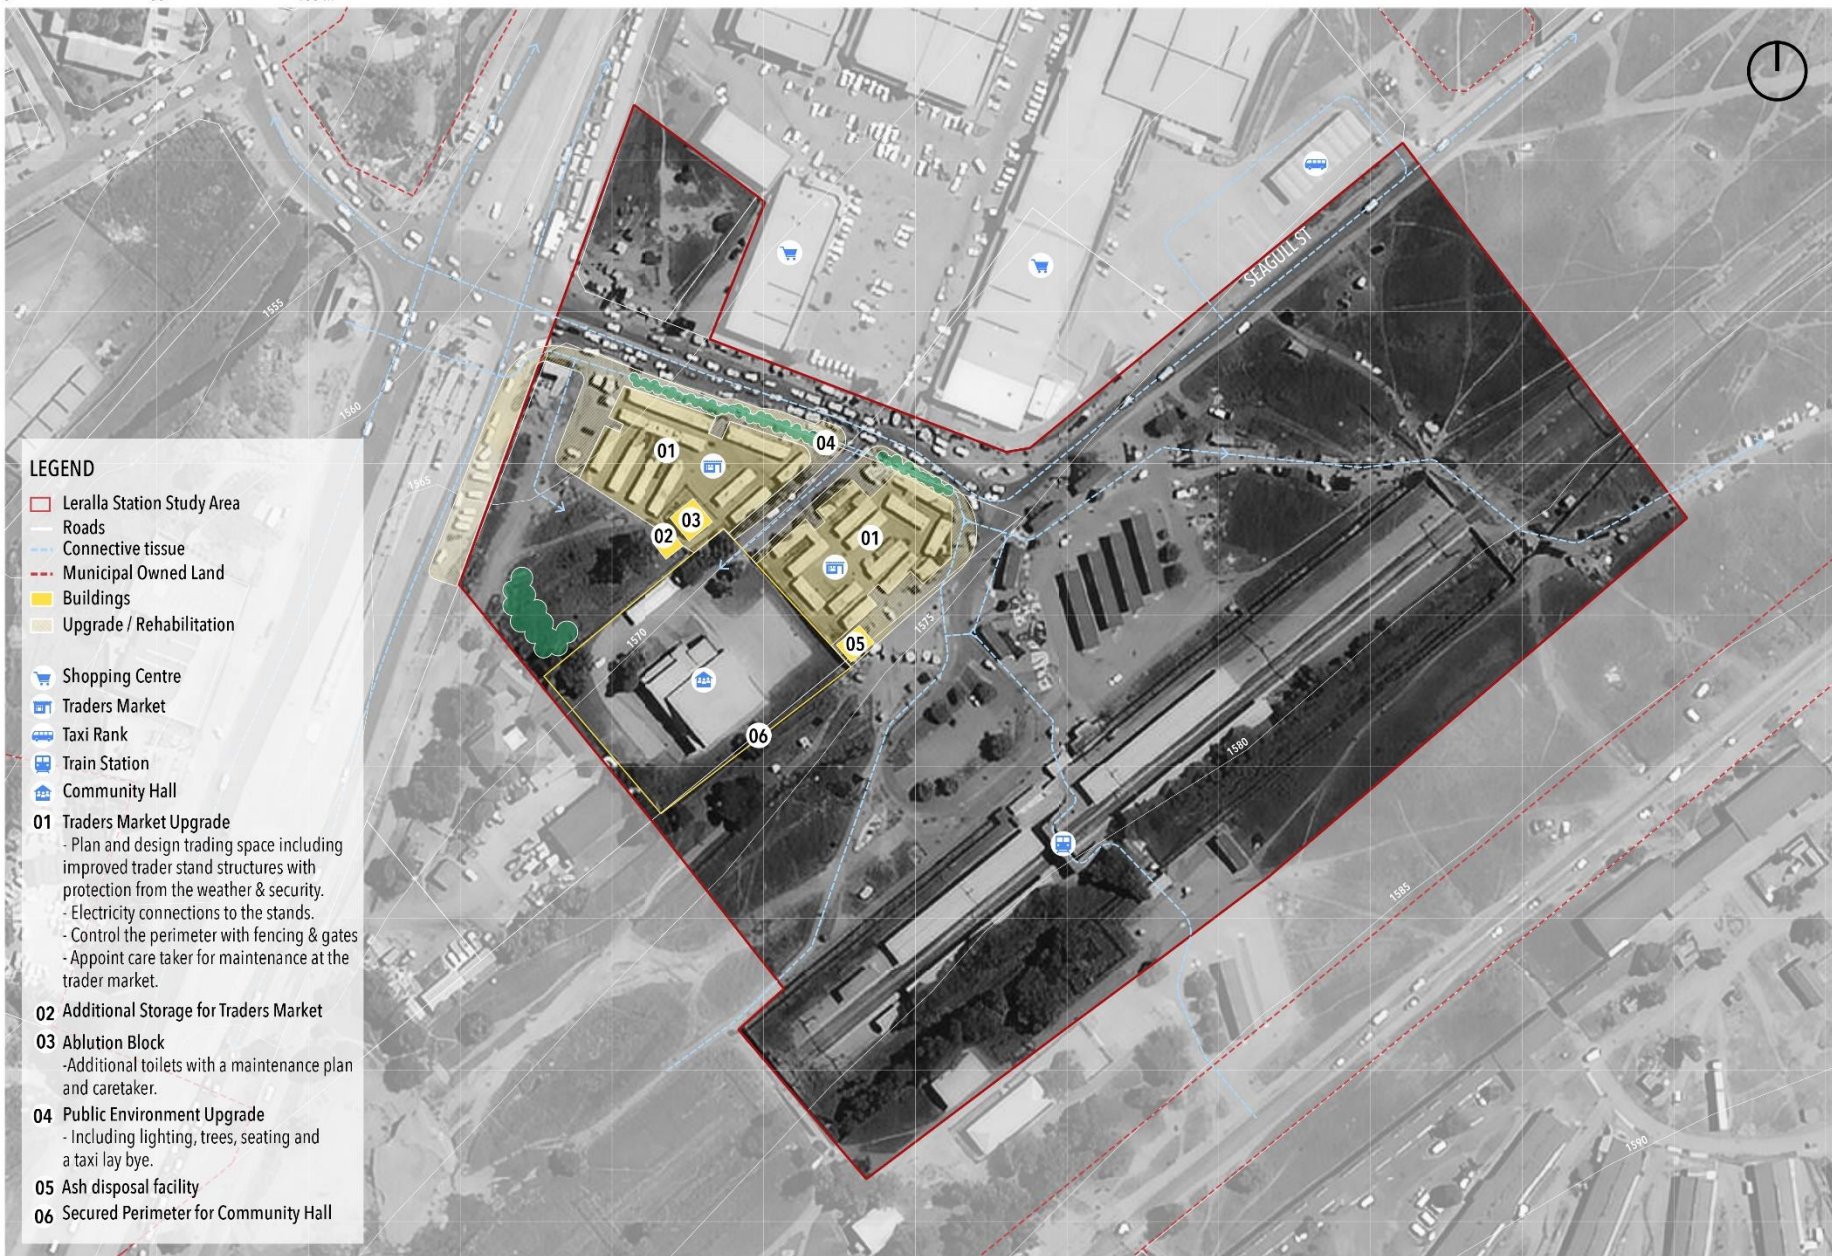 LEGEND
Leralla Station Study Area
Roads
Connective tissue
Municipal Owned Land
Buildings
Upgrade / Rehabilitation
Shopping Centre
Traders Market
Taxi Rank
Train Station
Community Hall
01 Traders Market Upgrade
- Plan and design trading space including
improved trader stand structures with
protection from the weather & security.
- Electricity connections to the stands.
- Control the perimeter with fencing & gates
- Appoint care taker for maintenance at the
trader market.
02 Additional Storage for Traders Market
03 Ablution Block
-Additional toilets with a maintenance plan
and caretaker.
04 Public Environment Upgrade
- Including lighting, trees, seating and
a taxi lay bye.
05 Ash disposal facility
06 Secured Perimeter for Community Hall
SEAGULL ST
1555
1560
1565
01
04
03
02
01
1570
1575
05
06
1580
1585
1590